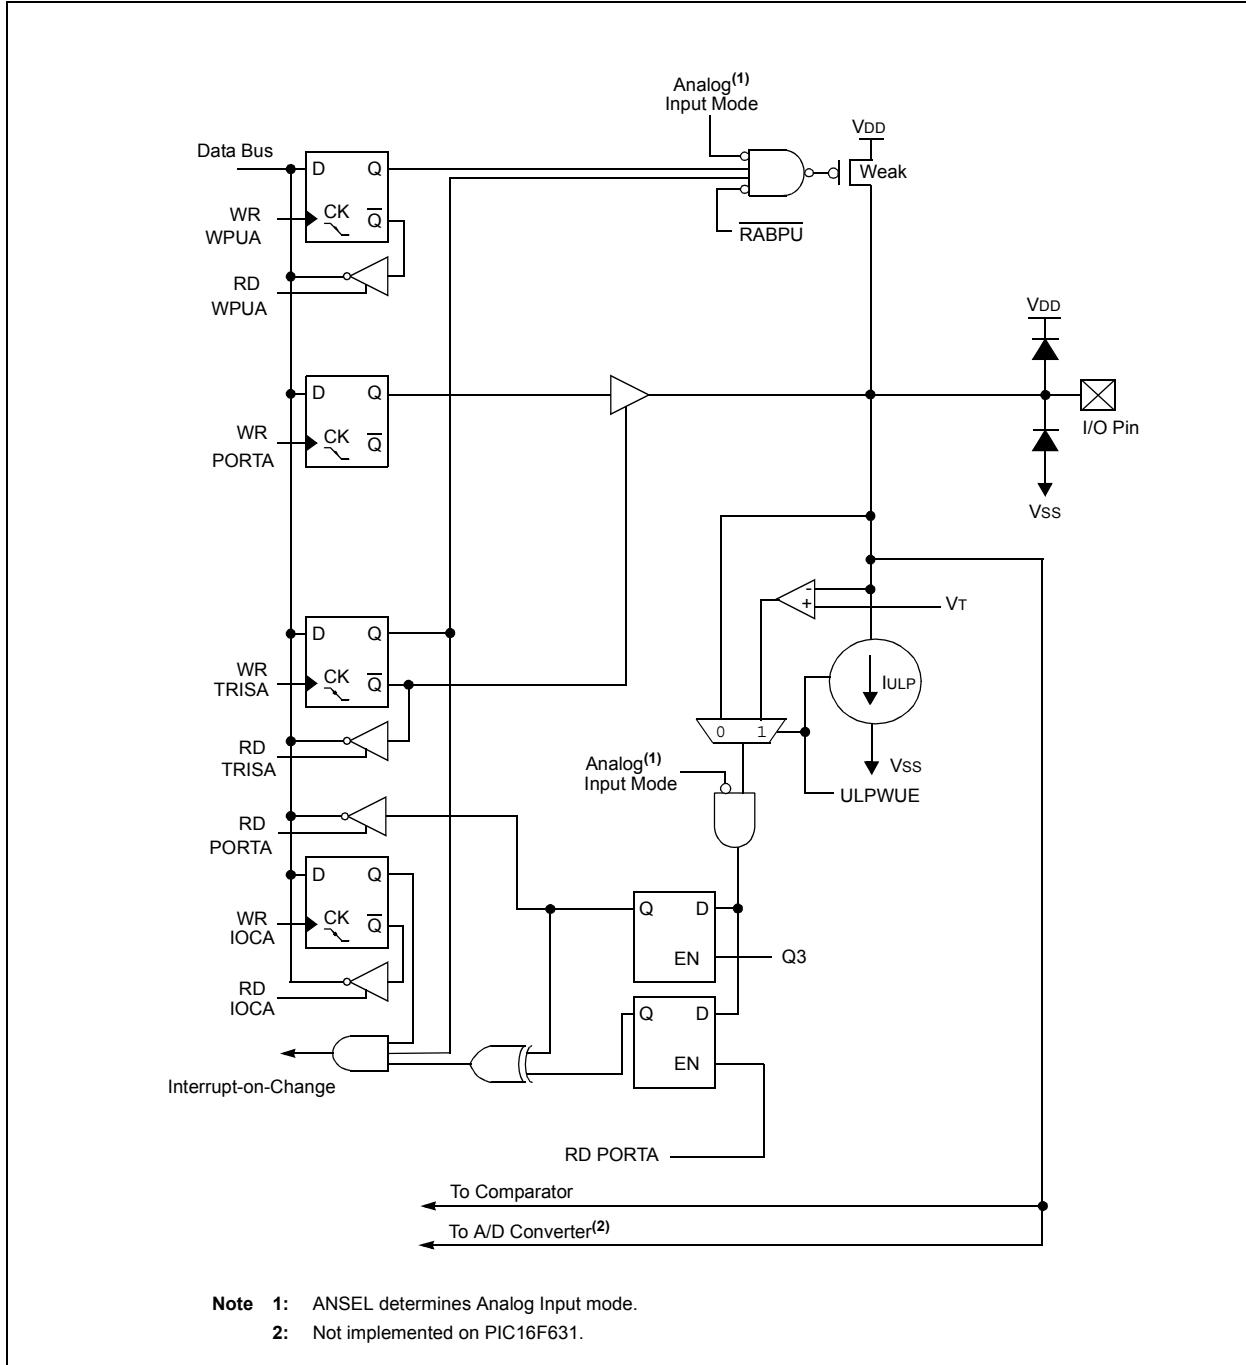 Analog(1)
Input Mode
VDD
Data Bus
D Q
Weak
WR
WPUA
CK Q
RABPU
RD
WPUA
VDD
D Q
WR
PORTA
CK Q
I/O Pin
VSS
-
+
VT
D Q
WR
TRISA
CK Q
IULP
0 1
RD
TRISA
Analog(1)
Input Mode
VSS
ULPWUE
RD
PORTA
D Q
WR
IOCA
CK Q
Q D
EN
Q3
RD
IOCA
Q D
EN
Interrupt-on-Change
RD PORTA
To Comparator
To A/D Converter(2)
Note 1: ANSEL determines Analog Input mode.
2: Not implemented on PIC16F631.